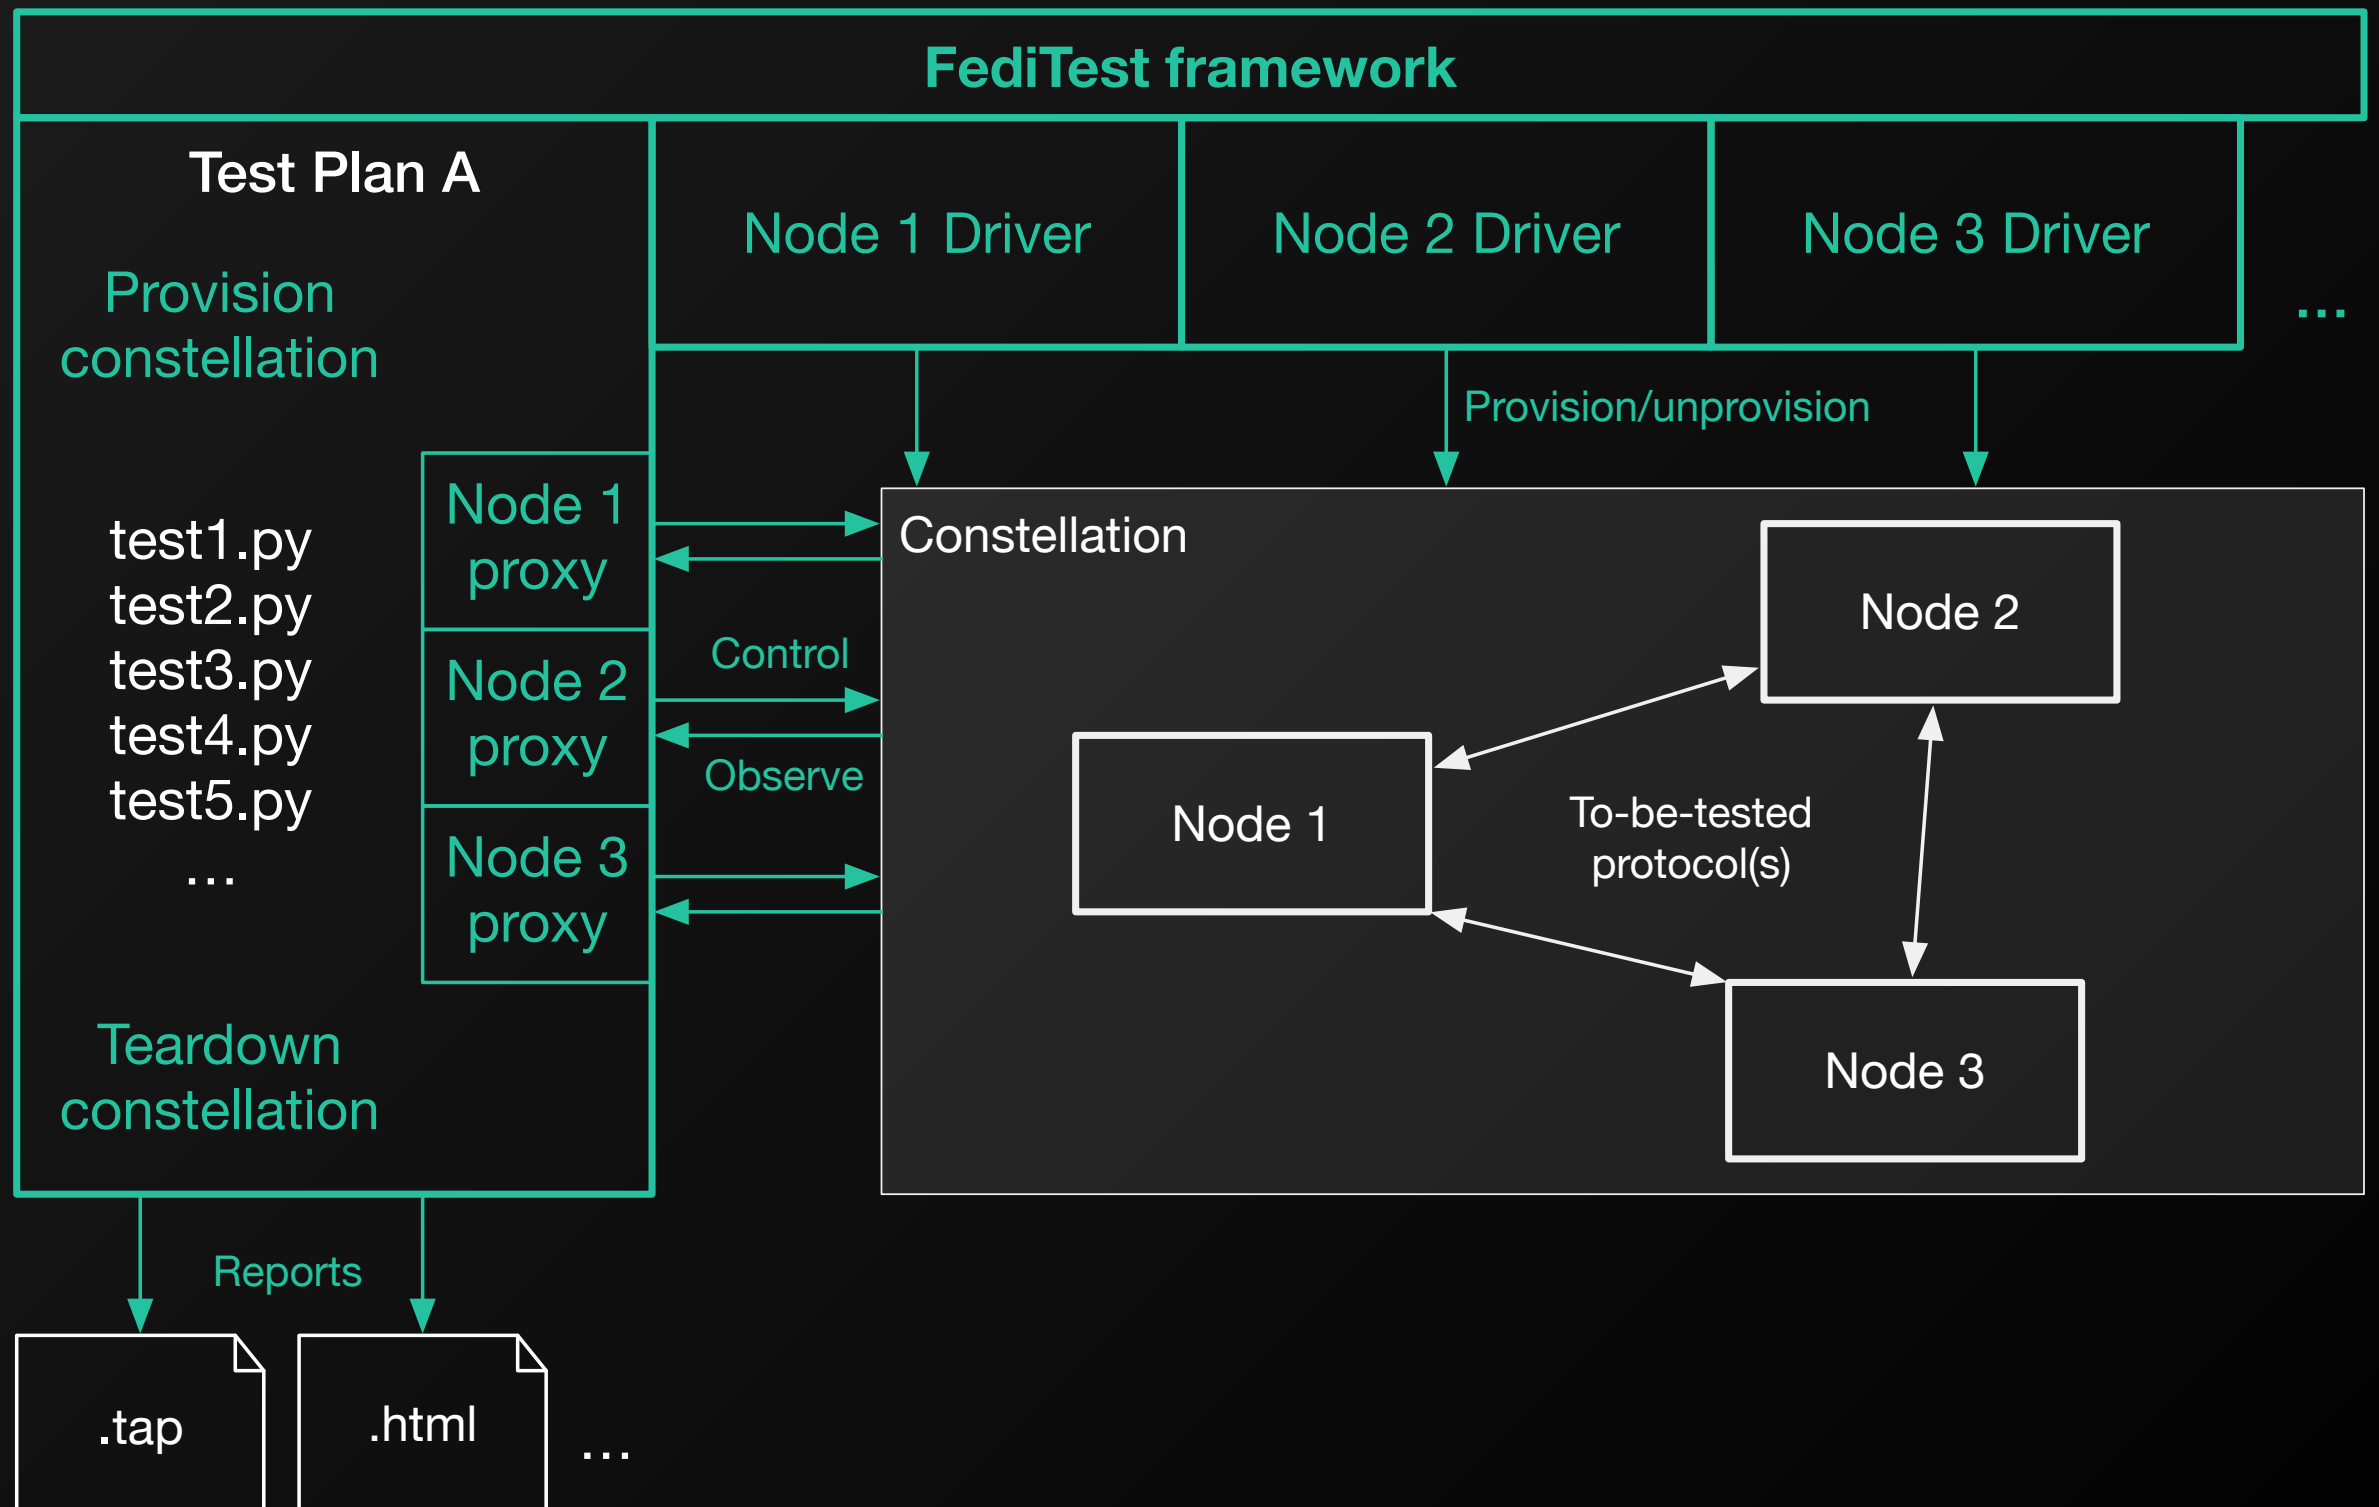 FediTest framework
Test Plan A
Provision
constellation
test1.py
test2.py
test3.py
test4.py
test5.py
...
Teardown
constellation
Node 1
proxy
Node 2
proxy
Node 3
proxy
Node 1 Driver
Node 2 Driver
Node 3 Driver
...
Provision/unprovision
Control
Observe
Constellation
Node 2
Node 1
To-be-tested
protocol(s)
Node 3
Reports
.tap
.html
...